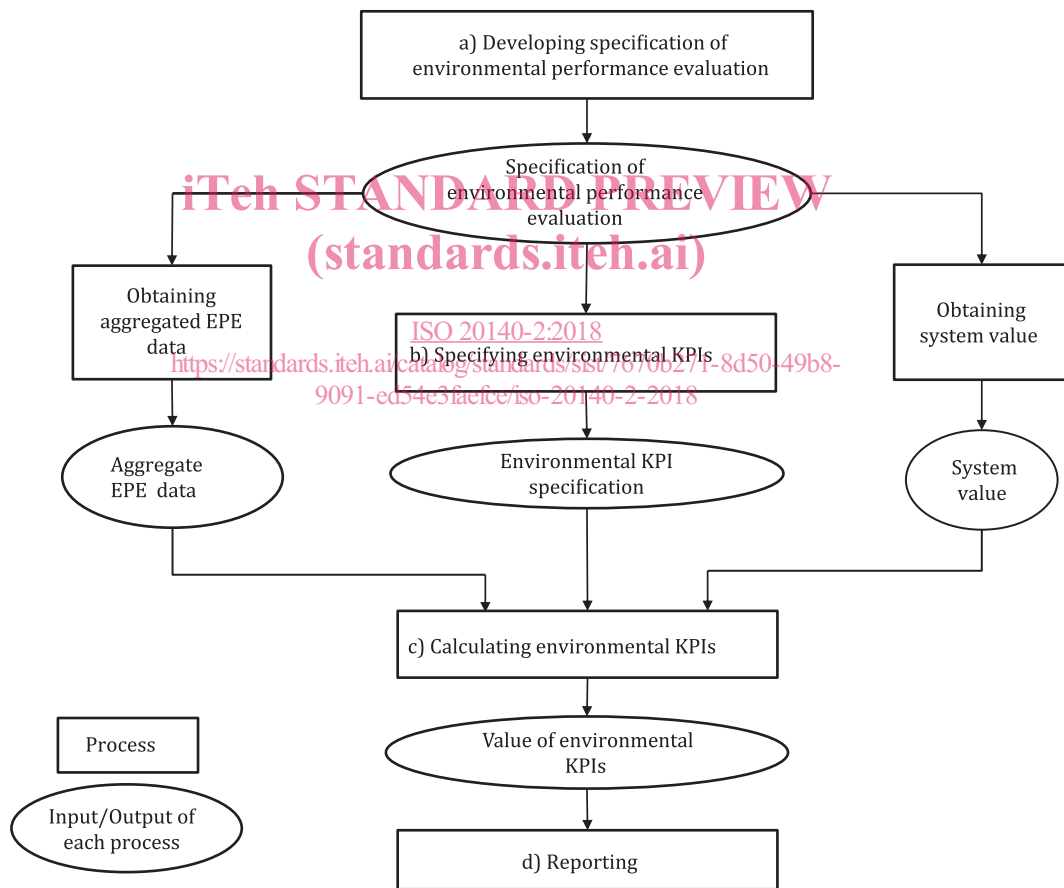 a) Developing specification of
environmental performance evaluation
Specification of
environmental performance
evaluation
iTeh STANDARD PREVIEW
(standards.iteh.ai)
Obtaining
aggregated EPE
data
Obtaining
system value
ISO 20140-2:2018
b) Specifying environmental KPIs
https://standards.iteh.ai/catalog/standards/sist/7670b271-8d50-49b8-
9091-ed54e3faefce/iso-20140-2-2018
Aggregate
EPE data
Environmental KPI
specification
System
value
c) Calculating environmental KPIs
Process
Value of environmental
KPIs
Input/Output of
each process
d) Reporting